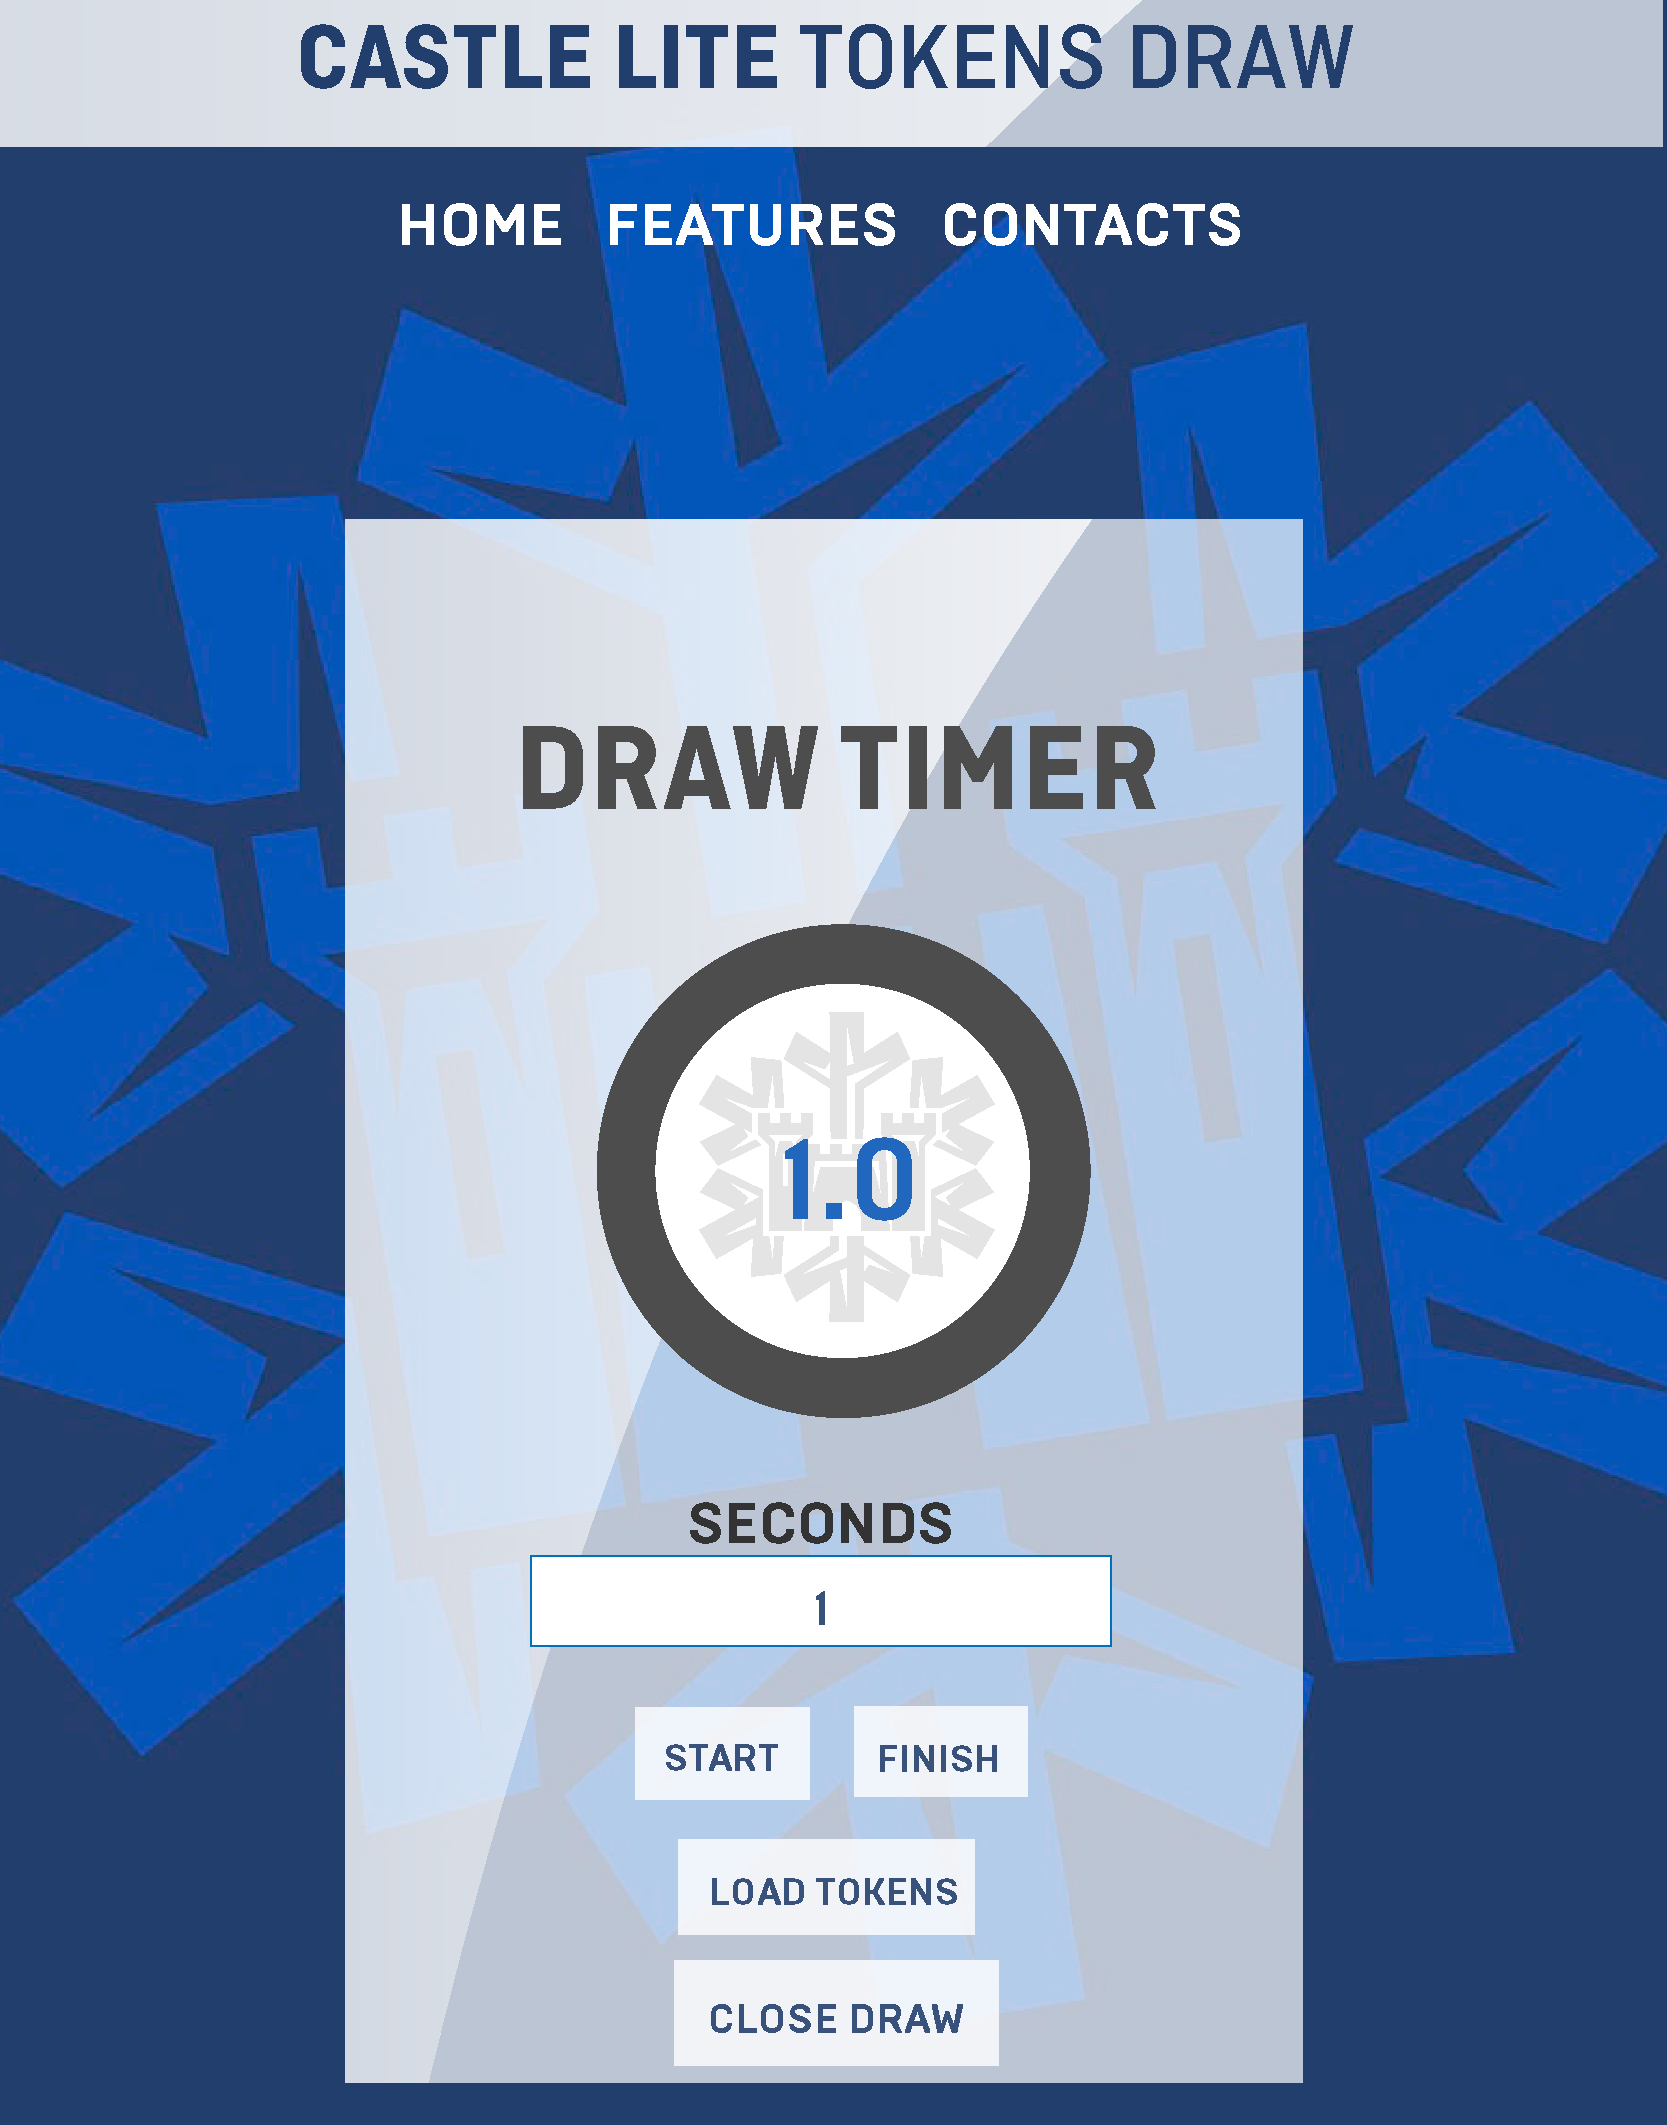 CASTLE LITE TOKENS DRAW
HOME FEATURES CONTACTS
DRAW TIMER
1.0
SECONDS
1
START FINISH
LOAD TOKENS
CLOSE DRAW